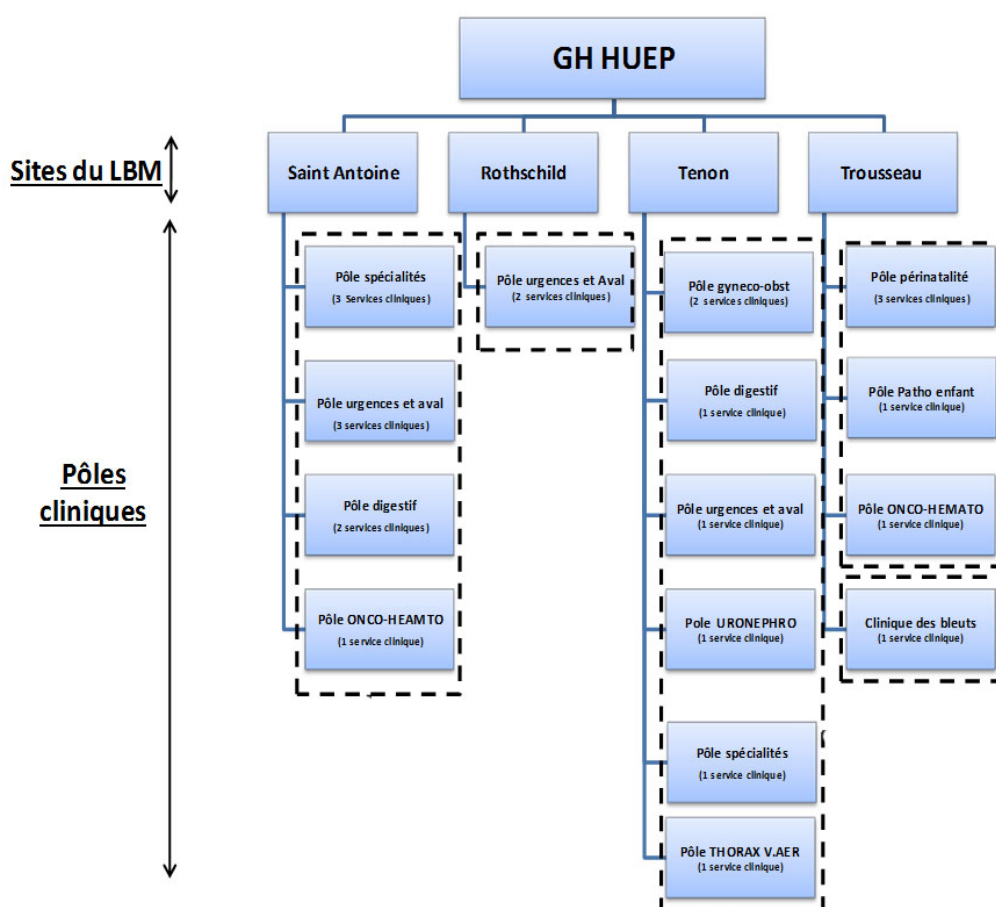 GH HUEP
Sites du LBM
Saint Antoine
Rothschild
Tenon
Trousseau
Pôles
cliniques
Pôle spécialités
(3 Services cliniques)
Pôle urgences et aval
(3 services cliniques)
Pôle digestif
(2 services cliniques)
Pôle ONCO-HEAMTO
(1 service clinique)
Pôle urgences et Aval
(2 services cliniques)
Pôle gyneco-obst
(2 services cliniques)
Pôle digestif
(1 service clinique)
Pôle urgences et aval
(1 service clinique)
Pole URONEPHRO
(1 service clinique)
Pôle spécialités
(1 service clinique)
Pôle THORAX V.AER
(1 service clinique)
Pôle périnatalité
(3 services cliniques)
Pôle Patho enfant
(1 service clinique)
Pôle ONCO-HEMATO
(1 service clinique)
Clinique des bleuts
(1 service clinique)